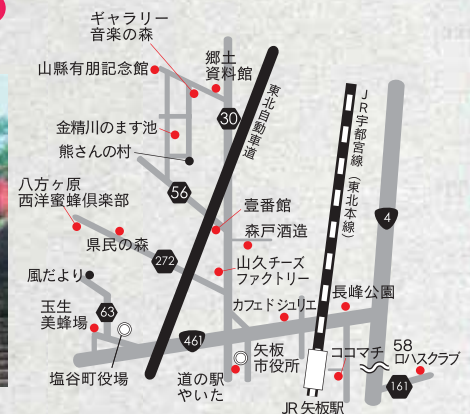 ギャラリー
音楽の森
郷土
資料館
山縣有朋記念館
30
東北自動車道
JR宇都宮線(東北本線)
金精川のます池
熊さんの村
56
4
八方ヶ原
西洋蜜蜂倶楽部
壹番館
森戸酒造
県民の森
272
山久チーズ
ファクトリー
風だより
カフェドジュリエ
長峰公園
玉生
美蜂場
63
461
矢板
市役所
ココマチ
58
ロハスクラブ
塩谷町役場
道の駅
やいた
161
JR矢板駅